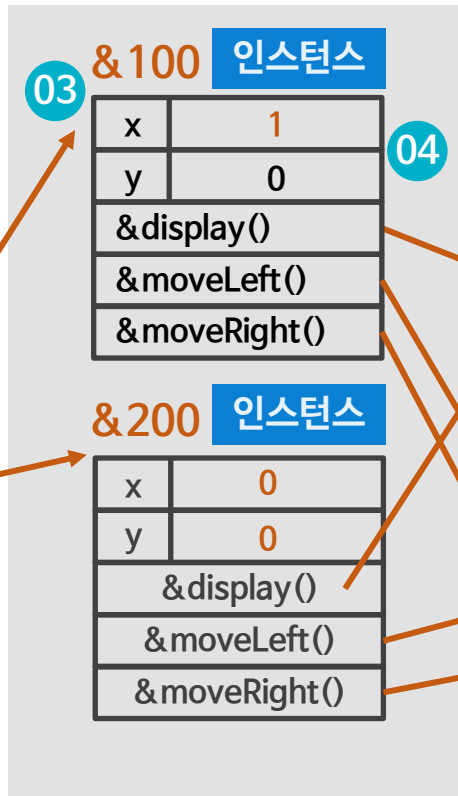 &100 인스턴스
03
x 1
04
y 0
&display()
&moveLeft()
&moveRight()
&200 인스턴스
x 0
y 0
&display()
&moveLeft()
&moveRight()